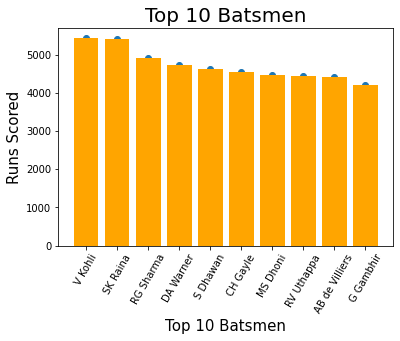 Top 10 Batsmen
Runs Scored
5000
4000
3000
2000
1000
0
V Kohli
SK Raina
RG Sharma
DA Warner
S Dhawan
CH Gayle
MS Dhoni
RV Uthappa
AB de Villiers
G Gambhir
Top 10 Batsmen